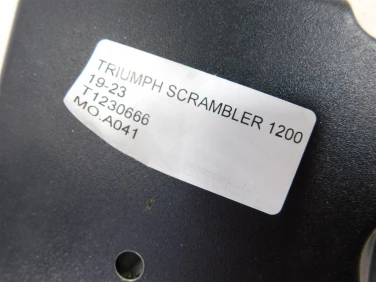 TRIUMPH SCRAMBLER 1200
19-23
T1230666
MO.A041